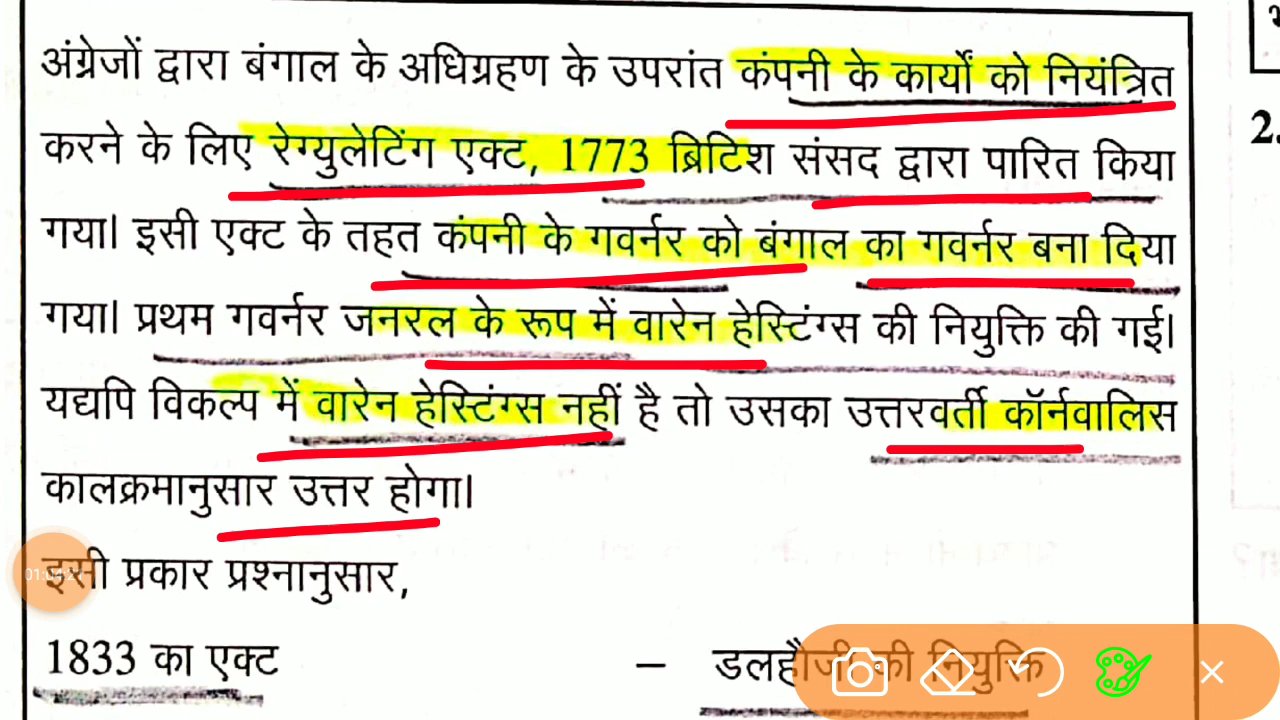 अंग्रेजों द्वारा बंगाल के अधिग्रहण के उपरांत कंपनी के कार्यों को नियंत्रित
करने के लिए रेग्युलेटिंग एक्ट, 1773 ब्रिटिश संसद द्वारा पारित किया
गया। इसी एक्ट के तहत कंपनी के गवर्नर को बंगाल का गवर्नर बना दिया
गया। प्रथम गवर्नर जनरल के रूप में वारेन हेस्टिंग्स की नियुक्ति की गई।
यद्यपि विकल्प में वारेन हेस्टिंग्स नहीं है तो उसका उत्तरवर्ती कॉर्नवालिस
कालक्रमानुसार उत्तर होगा।
इसी प्रकार प्रश्नानुसार,
1833 का एक्ट – डलहौजी की नियुक्ति
2.